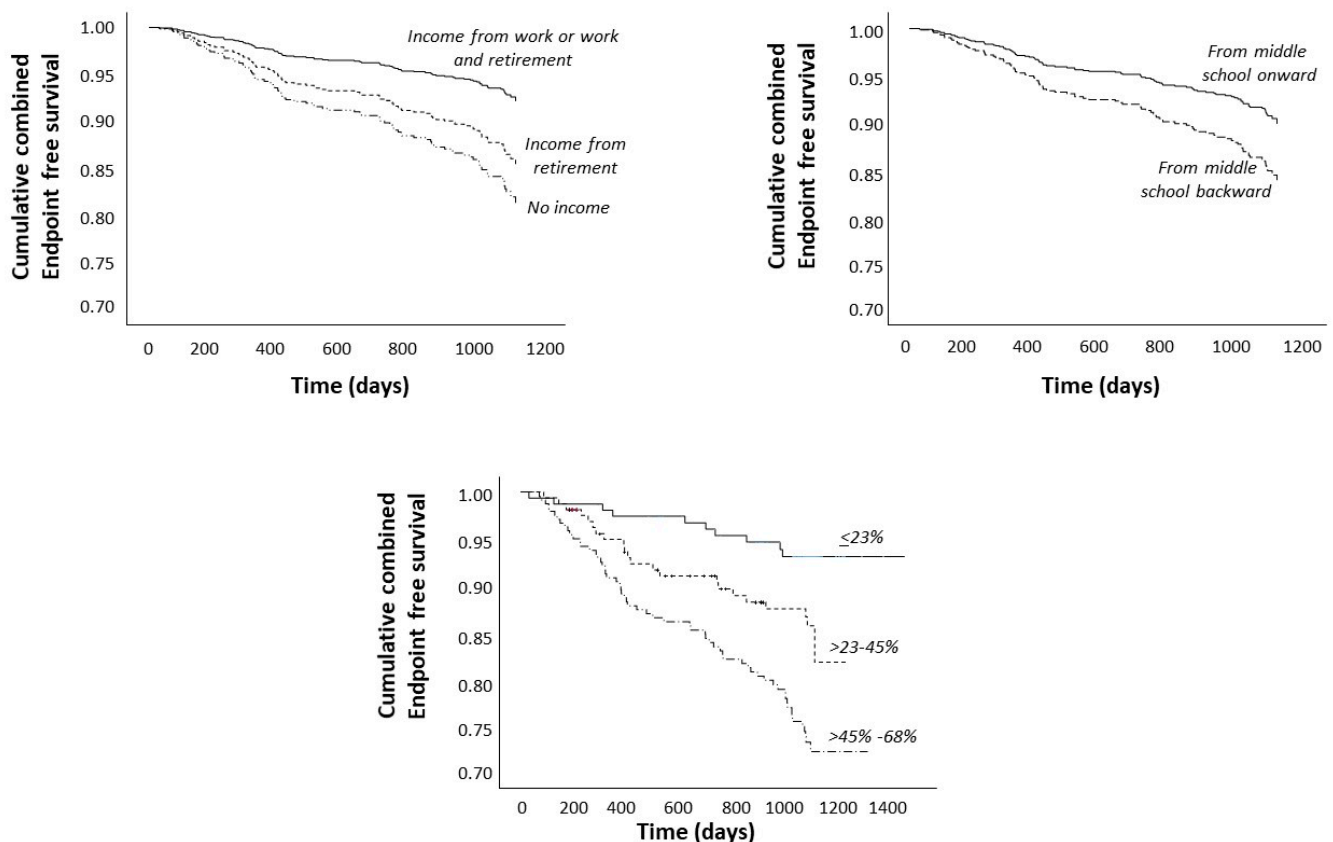 Cumulative combined
Endpoint free survival
1.00
0.95
0.90
0.85
0.80
0.75
0.70
Income from work or work
and retirement
Income from
retirement
No income
0 200 400 600 800 1000 1200
Time (days)
Cumulative combined
Endpoint free survival
1.00
0.95
0.90
0.85
0.80
0.75
0.70
From middle
school onward
From middle
school backward
0 200 400 600 800 1000 1200
Time (days)
Cumulative combined
Endpoint free survival
1.00
0.95
0.90
0.85
0.80
0.75
0.70
<23%
>23-45%
>45% -68%
0 200 400 600 800 1000 1200 1400
Time (days)